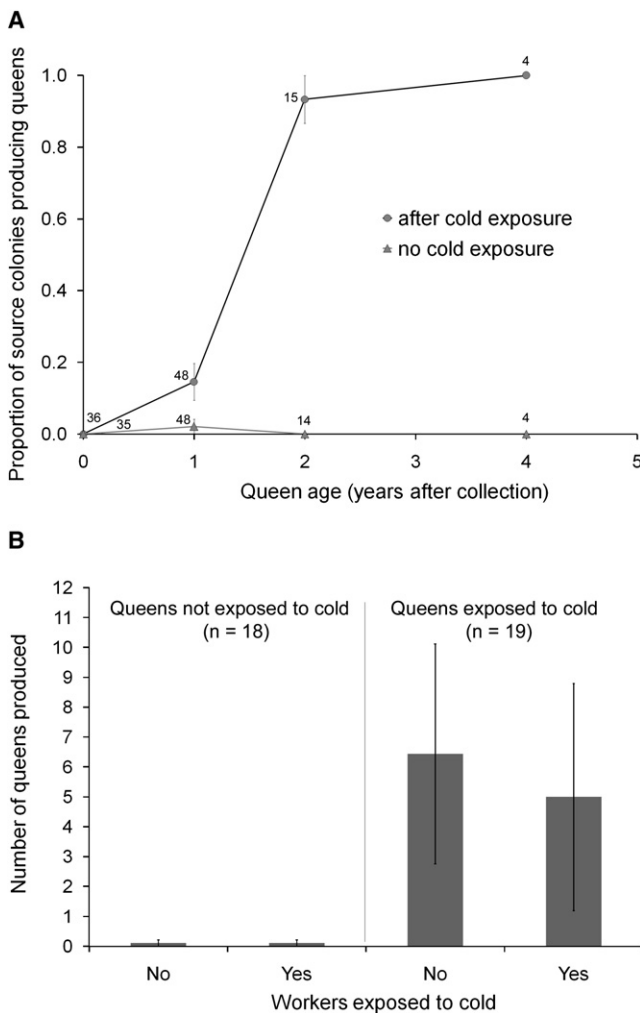 A
Proportion of source colonies producing queens
1.0
0.8
0.6
0.4
0.2
0.0
4
15
after cold exposure
no cold exposure
48
36
35
48
14
4
0
1
2
3
4
5
Queen age (years after collection)
B
Number of queens produced
12
11
10
9
8
7
6
5
4
3
2
1
0
Queens not exposed to cold
(n = 18)
Queens exposed to cold
(n = 19)
No
Yes
No
Yes
Workers exposed to cold